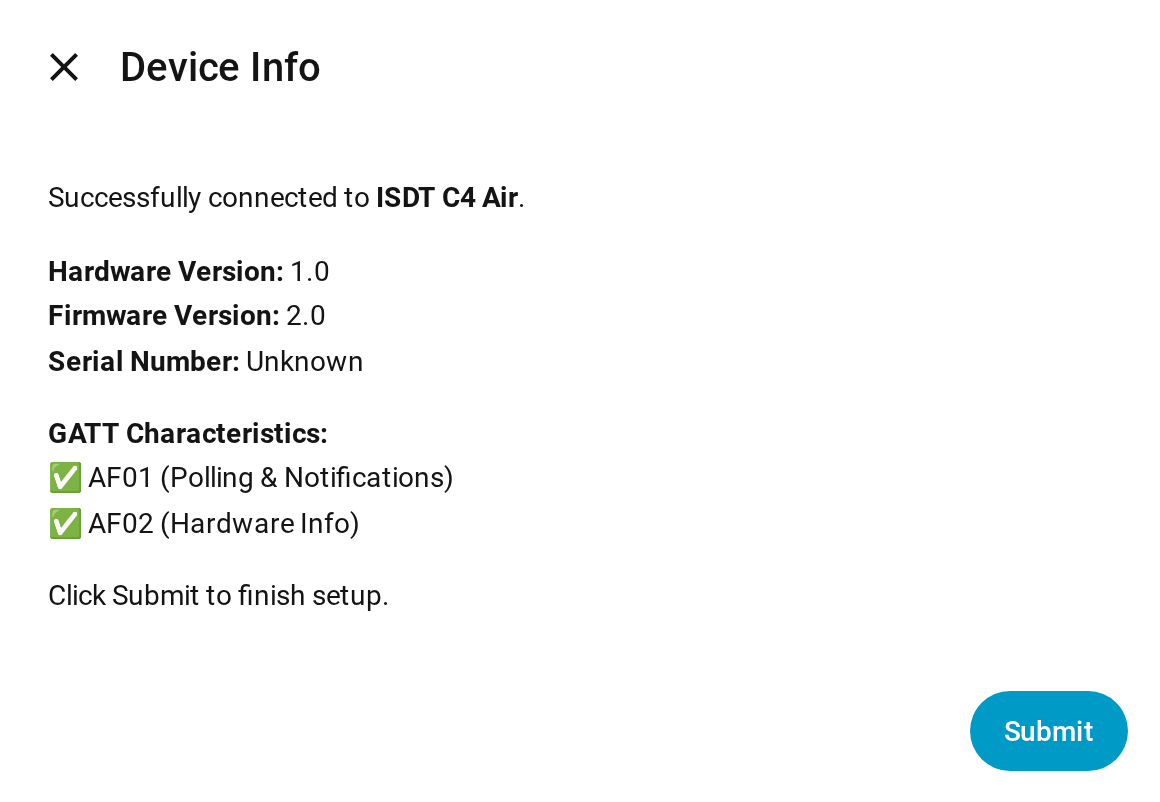 Device Info
Successfully connected to ISDT C4 Air.
Hardware Version: 1.0
Firmware Version: 2.0
Serial Number: Unknown
GATT Characteristics:
✅ AF01 (Polling & Notifications)
✅ AF02 (Hardware Info)
Click Submit to finish setup.
Submit